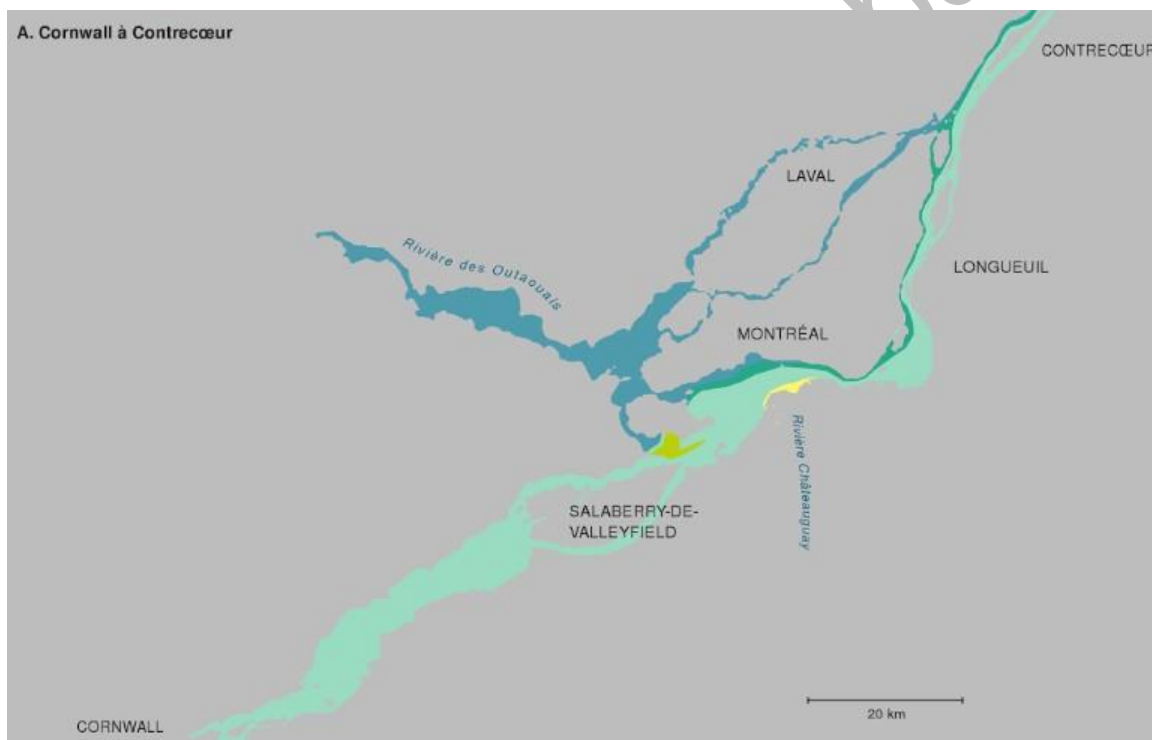 A. Cornwall à Contrecœur
CONTRECŒUR
LAVAL
Rivière des Outaouais
LONGUEUIL
MONTRÉAL
Rivière Châteauguay
SALABERRY-DE-
VALLEYFIELD
20 km
CORNWALL